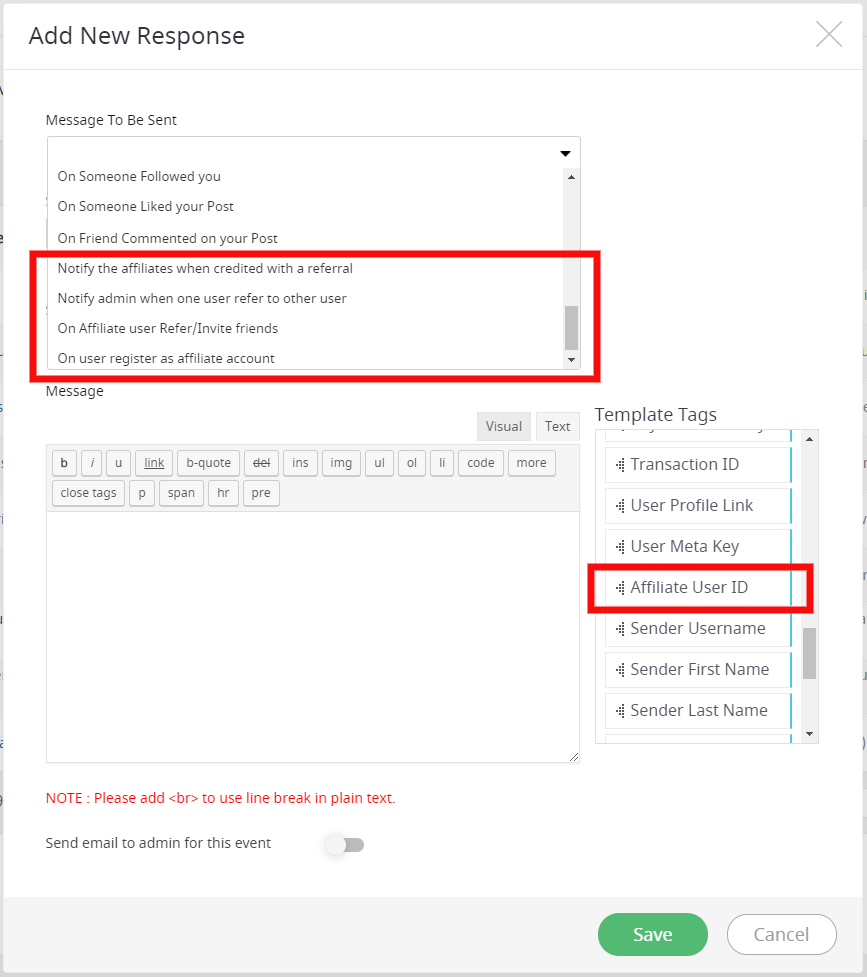 Add New Response
Message To Be Sent
On Someone Followed you
On Someone Liked your Post
On Friend Commented on your Post
Notify the affiliates when credited with a referral
Notify admin when one user refer to other user
On Affiliate user Refer/Invite friends
On user register as affiliate account
Message
Visual Text
Template Tags
b i u link b-quote del ins img ul ol li code more
close tags p span hr pre
Transaction ID
User Profile Link
User Meta Key
Affiliate User ID
Sender Username
Sender First Name
Sender Last Name
NOTE : Please add <br> to use line break in plain text.
Send email to admin for this event
Save Cancel